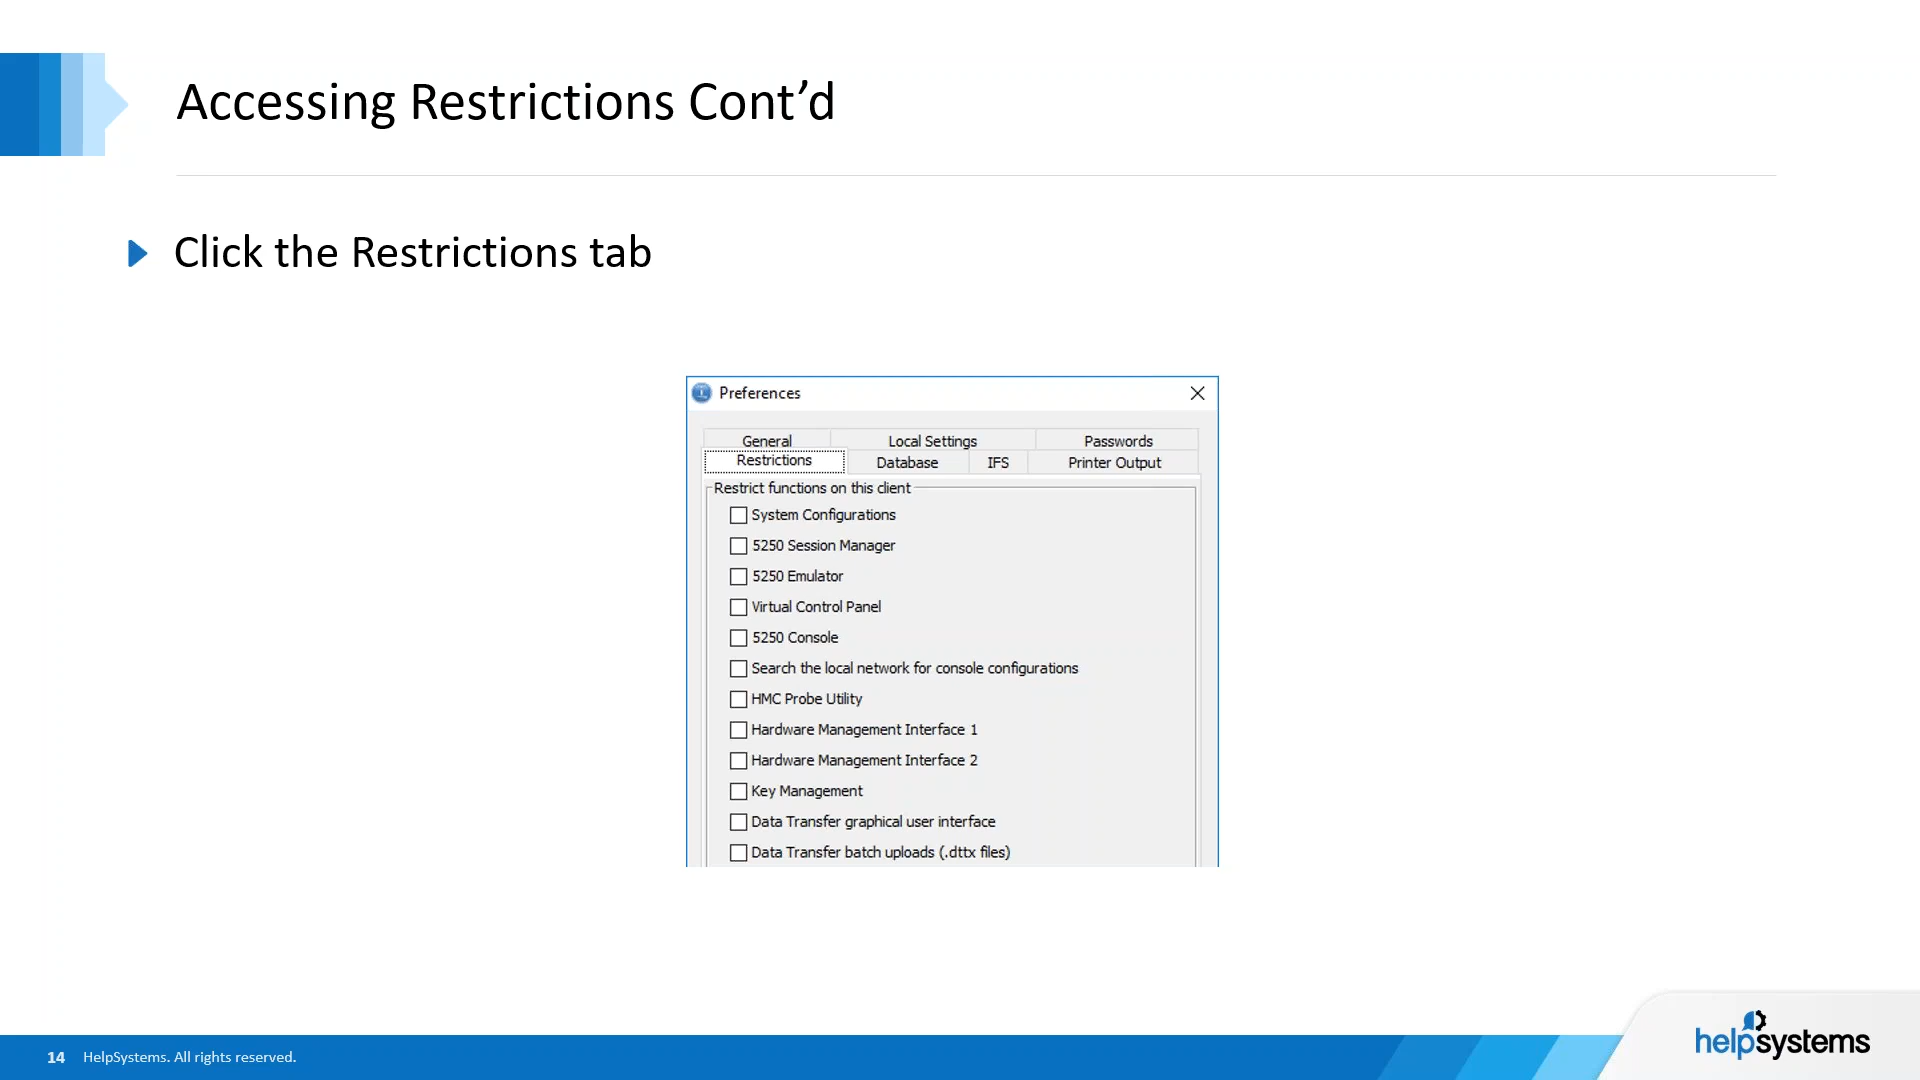 Accessing Restrictions Cont’d
Click the Restrictions tab
Preferences
General Local Settings Passwords
Restrictions Database IFS Printer Output
Restrict functions on this client
System Configurations
5250 Session Manager
5250 Emulator
Virtual Control Panel
5250 Console
Search the local network for console configurations
HMC Probe Utility
Hardware Management Interface 1
Hardware Management Interface 2
Key Management
Data Transfer graphical user interface
Data Transfer batch uploads (.dttx files)
14 HelpSystems. All rights reserved.
helpsystems